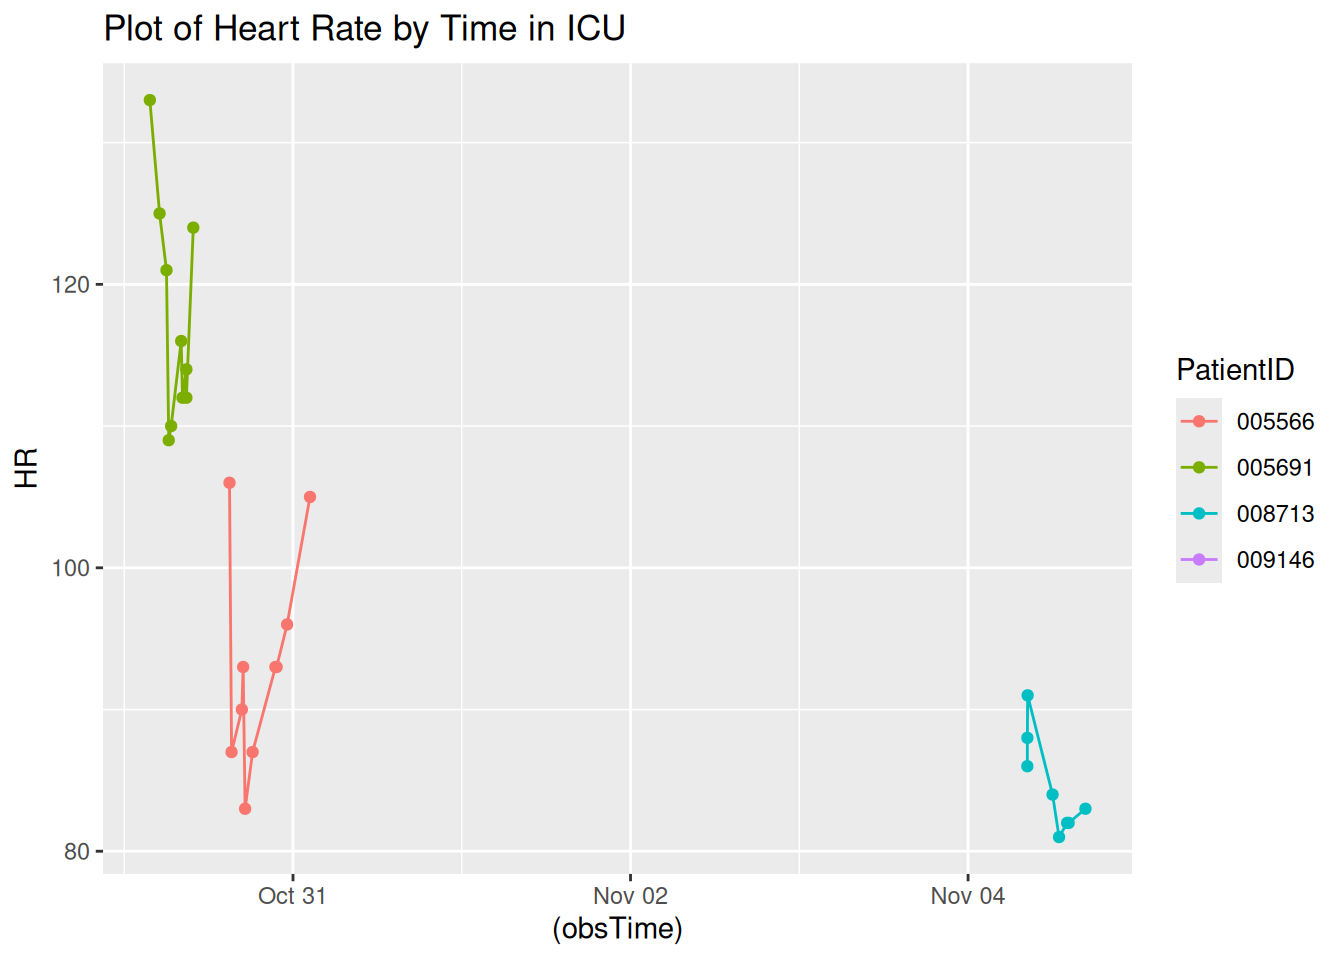 Plot of Heart Rate by Time in ICU
120
100
80
HR
Oct 31
Nov 02
Nov 04
(obsTime)
PatientID
005566
005691
008713
009146